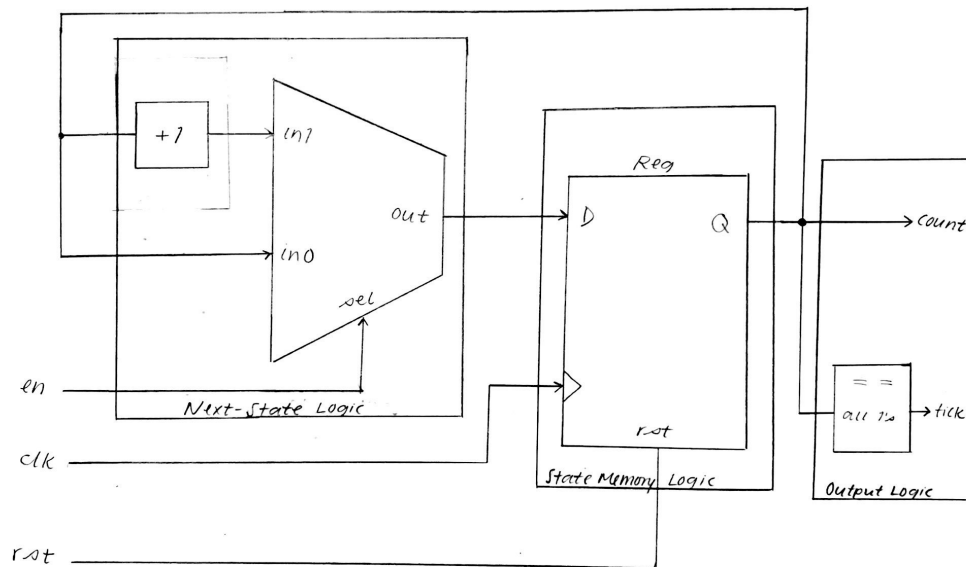 +1
in1
out
in0
sel
en
Next-State Logic
clk
rst
Reg
D
Q
rst
State Memory Logic
count
= =
all 1's
tick
Output Logic